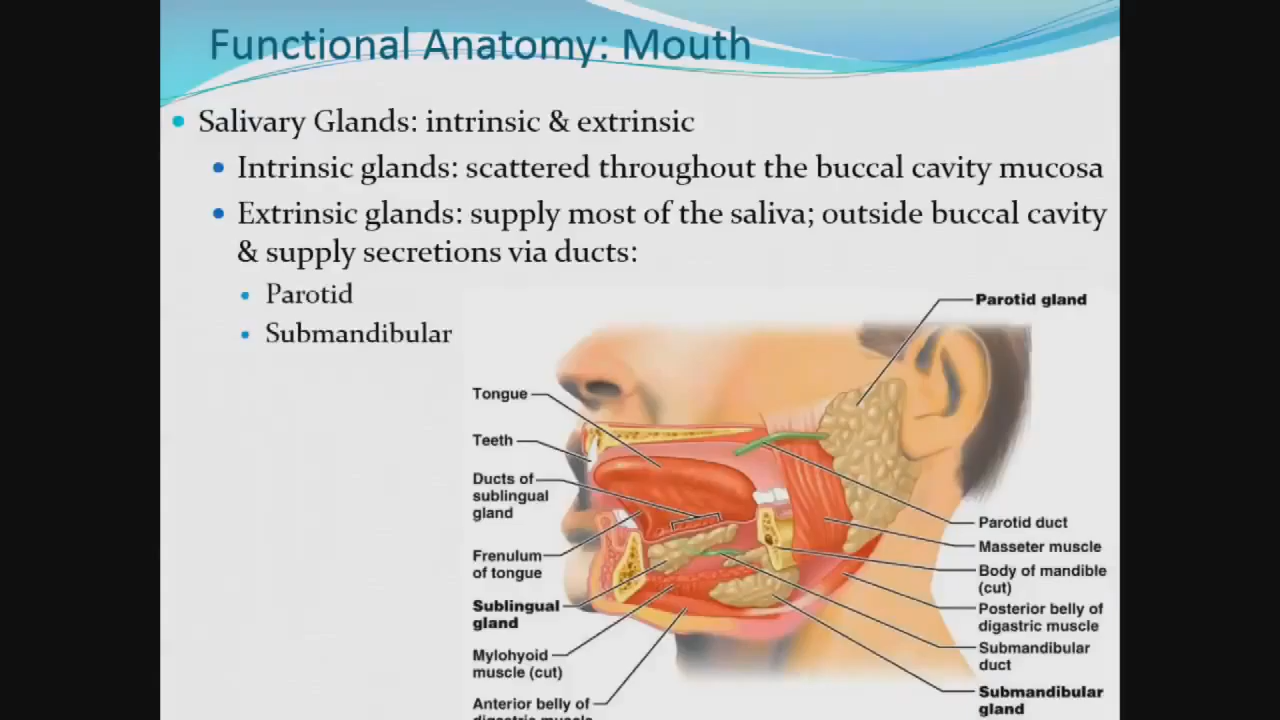 Functional Anatomy: Mouth
Salivary Glands: intrinsic & extrinsic
Intrinsic glands: scattered throughout the buccal cavity mucosa
Extrinsic glands: supply most of the saliva; outside buccal cavity
& supply secretions via ducts:
Parotid
Submandibular
Parotid gland
Tongue
Teeth
Ducts of
sublingual
gland
Frenulum
of tongue
Sublingual
gland
Mylohyoid
muscle (cut)
Anterior belly of
digastric muscle
Parotid duct
Masseter muscle
Body of mandible
(cut)
Posterior belly of
digastric muscle
Submandibular
duct
Submandibular
gland